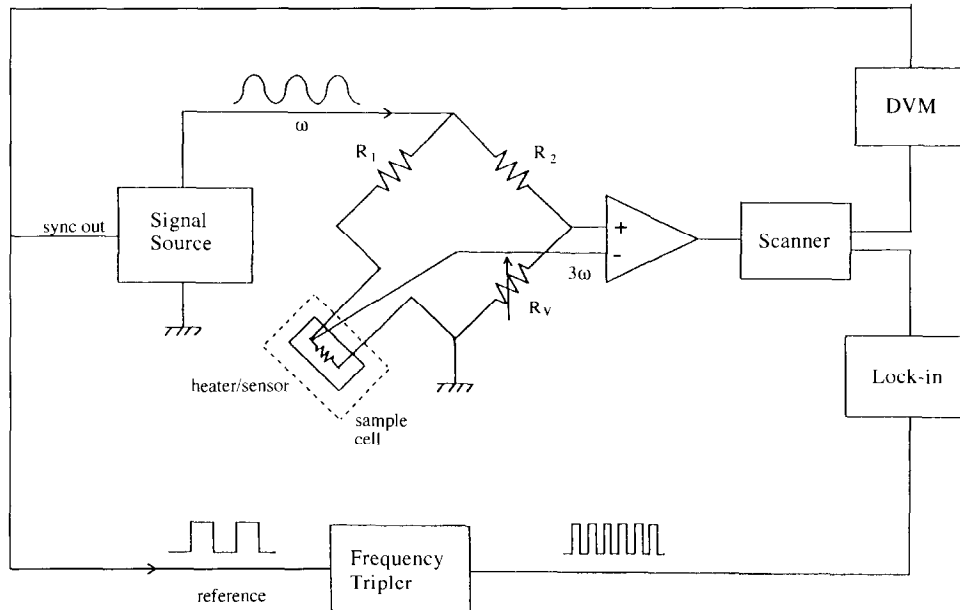 DVM
ω
R1
R2
Signal
Source
sync out
+
-
3ω
Scanner
RV
heater/sensor
sample
cell
Lock-in
Frequency
Tripler
reference